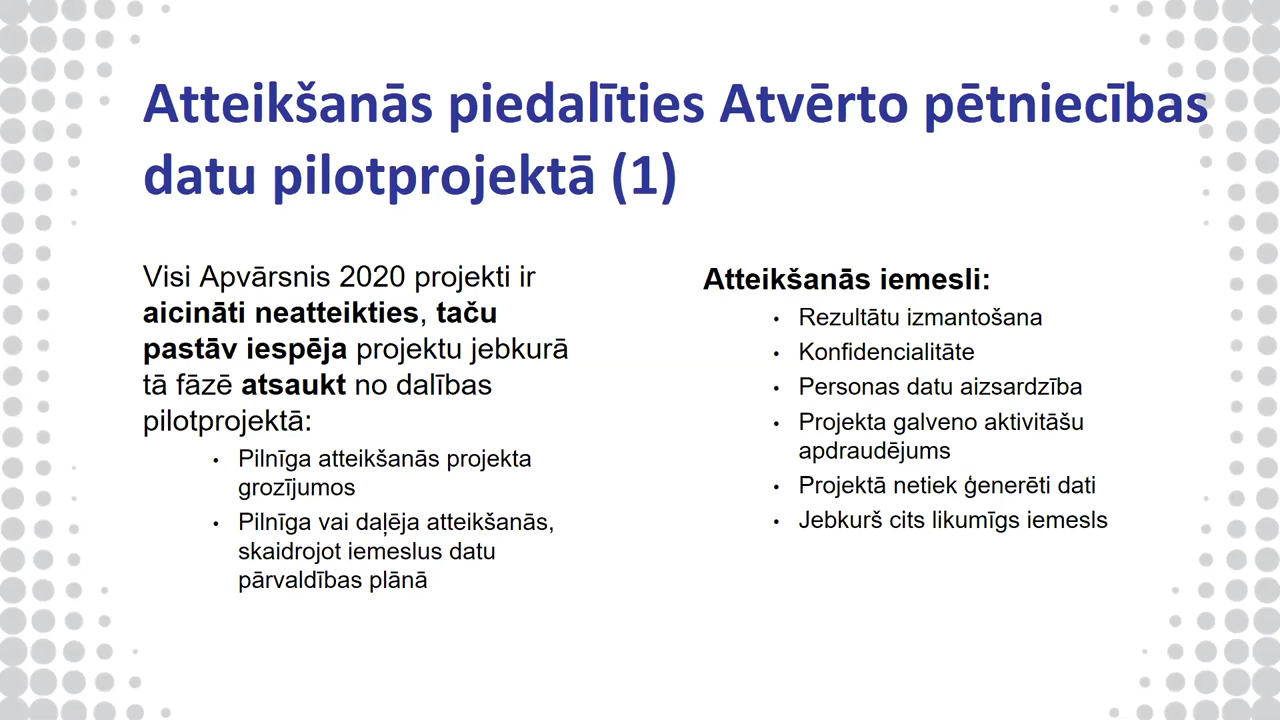 Atteikšanās piedalīties Atvērto pētniecības
datu pilotprojektā (1)
Visi Apvārsnis 2020 projekti ir
aicināti neatteikties, taču
pastāv iespēja projektu jebkurā
tā fāzē atsaukt no dalības
pilotprojektā:
• Pilnīga atteikšanās projekta
grozījumos
• Pilnīga vai daļēja atteikšanās,
skaidrojot iemeslus datu
pārvaldības plānā
Atteikšanās iemesli:
• Rezultātu izmantošana
• Konfidencialitāte
• Personas datu aizsardzība
• Projekta galveno aktivitāšu
apdraudējums
• Projektā netiek ģenerēti dati
• Jebkurš cits likumīgs iemesls